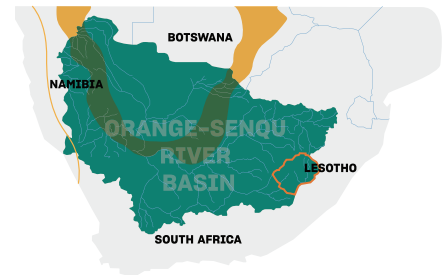 BOTSWANA
NAMIBIA
ORANGE-SENQU
RIVER
BASIN
LESOTHO
SOUTH AFRICA